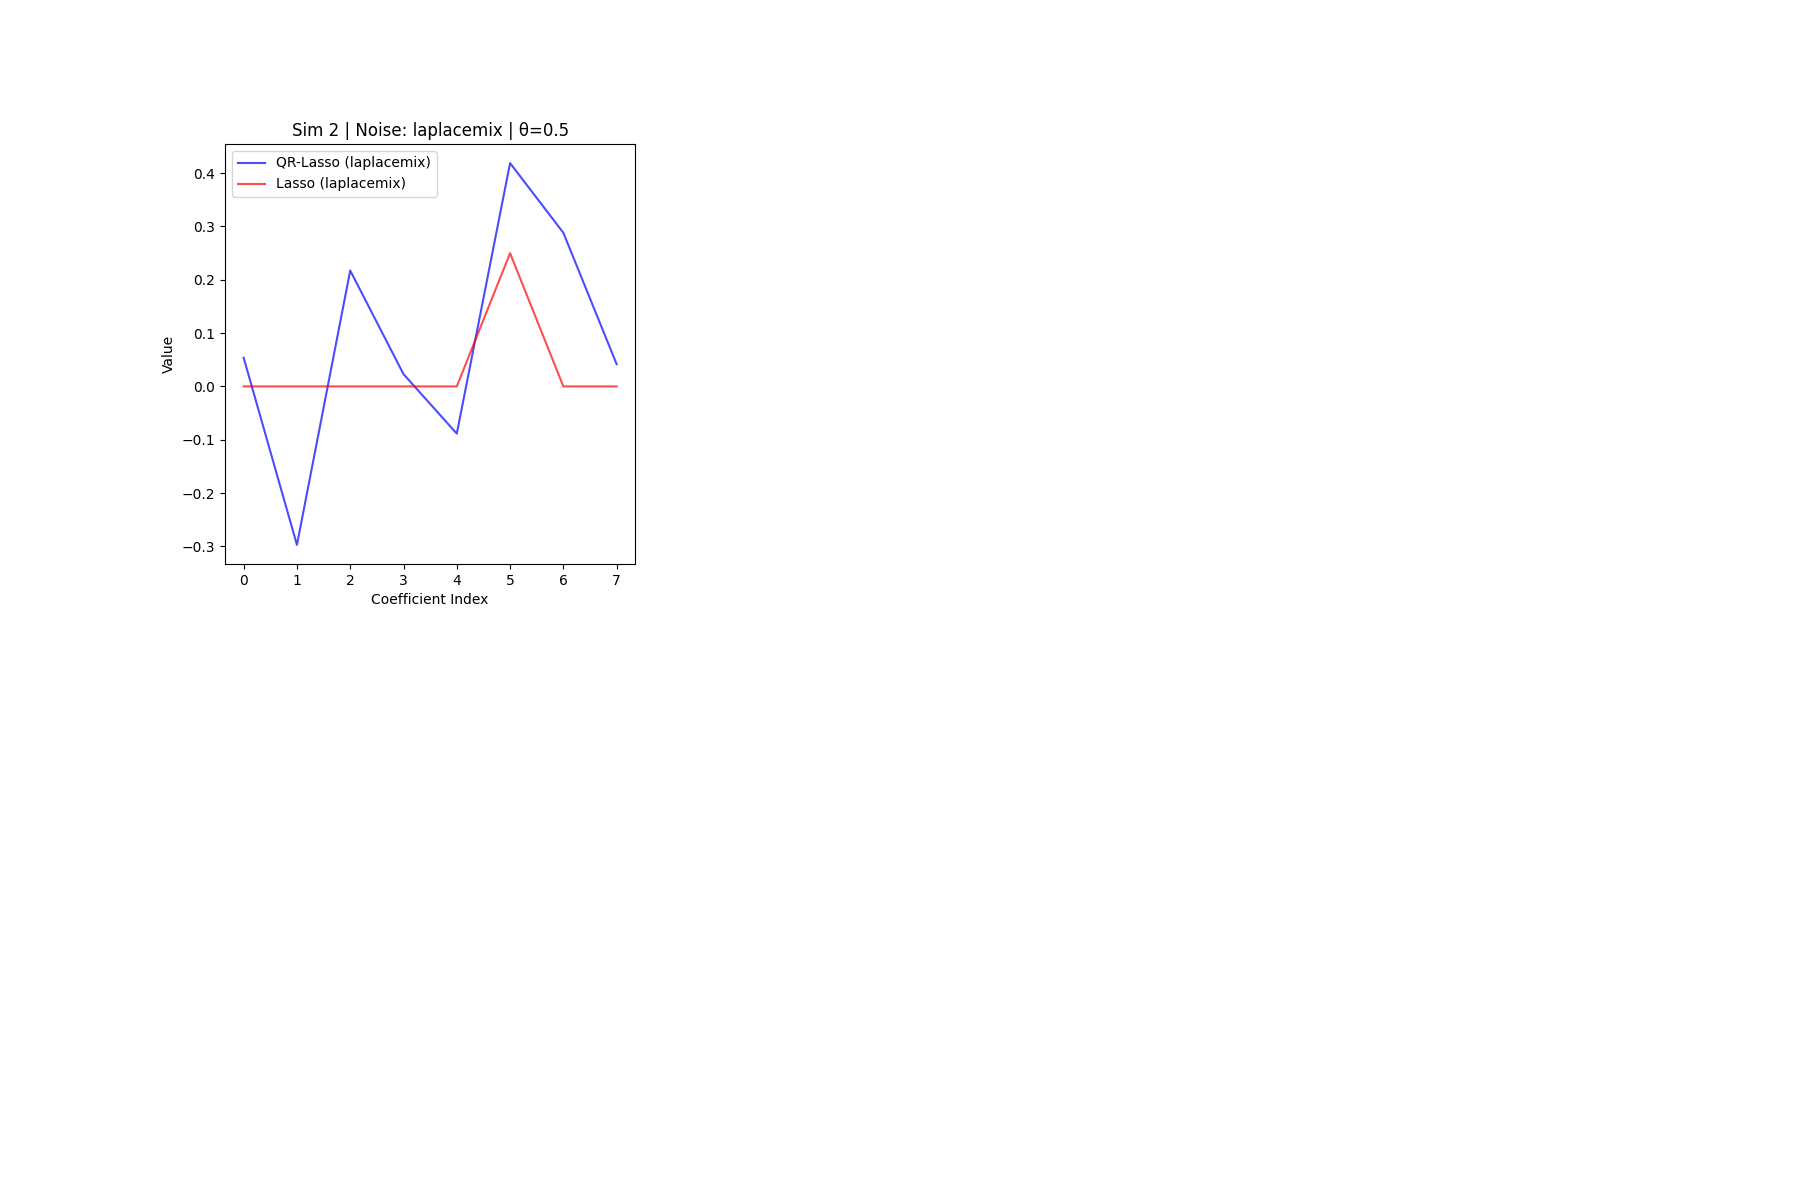 Sim 2 | Noise: laplacemix | θ=0.5
QR-Lasso (laplacemix)
Lasso (laplacemix)
0.4
0.3
0.2
0.1
0.0
−0.1
−0.2
−0.3
Value
0 1 2 3 4 5 6 7
Coefficient Index